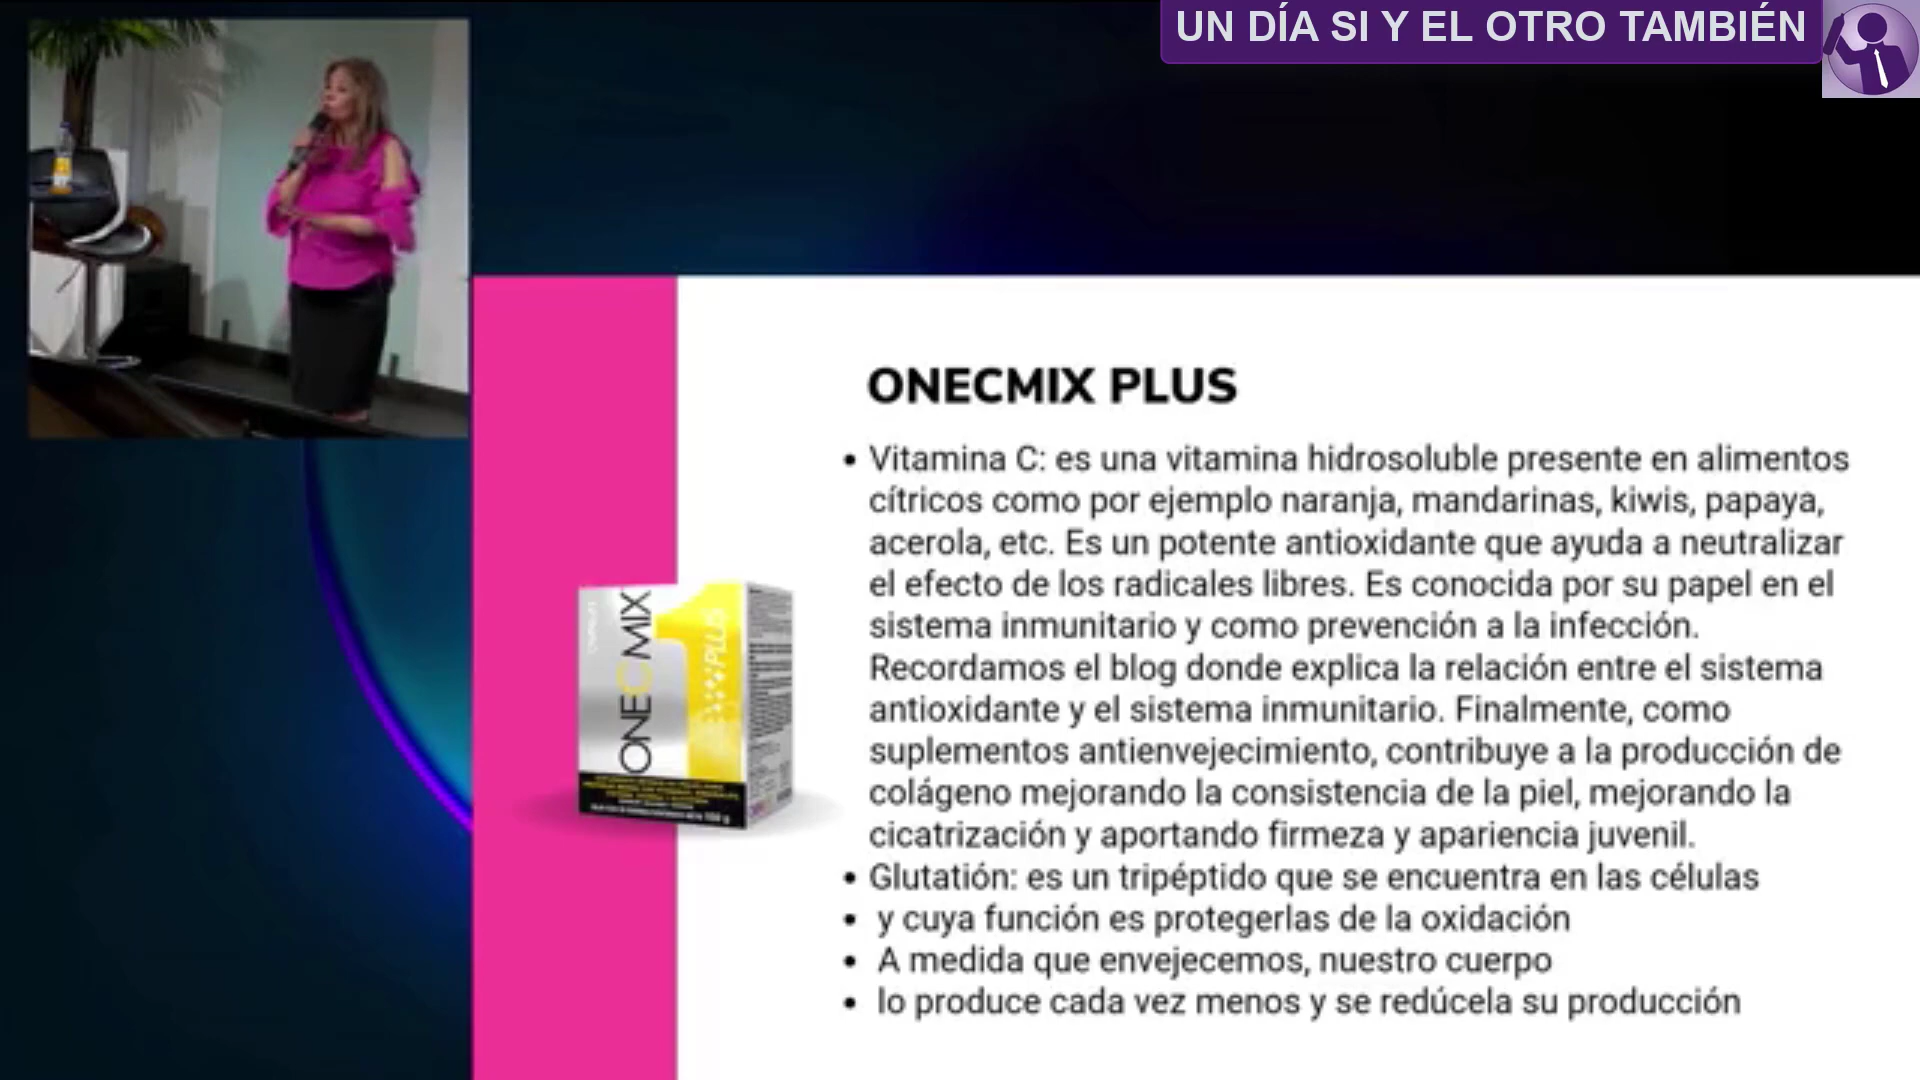 UN DÍA SI Y EL OTRO TAMBIÉN
ONECMIX PLUS
• Vitamina C: es una vitamina hidrosoluble presente en alimentos
cítricos como por ejemplo naranja, mandarinas, kiwis, papaya,
acerola, etc. Es un potente antioxidante que ayuda a neutralizar
el efecto de los radicales libres. Es conocida por su papel en el
sistema inmunitario y como prevención a la infección.
Recordamos el blog donde explica la relación entre el sistema
antioxidante y el sistema inmunitario. Finalmente, como
suplementos antienvejecimiento, contribuye a la producción de
colágeno mejorando la consistencia de la piel, mejorando la
cicatrización y aportando firmeza y apariencia juvenil.
• Glutatión: es un tripéptido que se encuentra en las células
• y cuya función es protegerlas de la oxidación
• A medida que envejecemos, nuestro cuerpo
• lo produce cada vez menos y se redúcela su producción
ONECMIX
1
PLUS